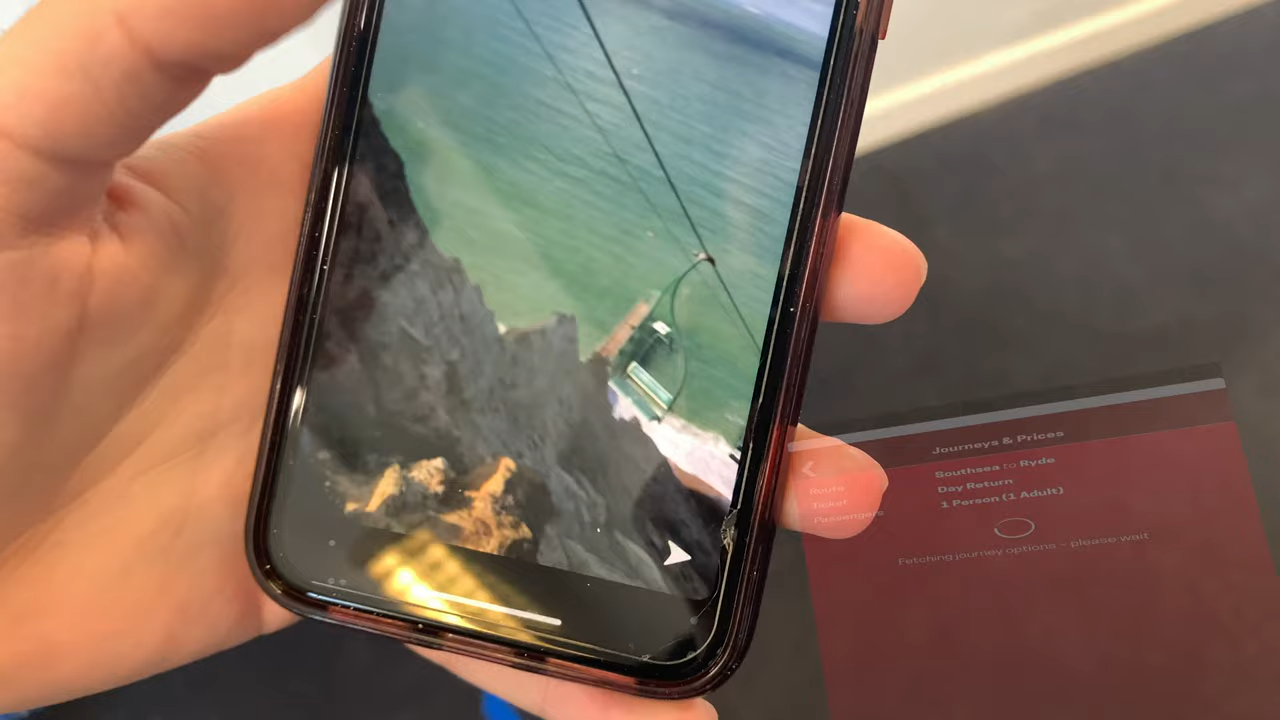 Journeys & Prices
Route
Southsea to Ryde
Ticket
Day Return
Passengers
1 Person (1 Adult)
Fetching journey options - please wait